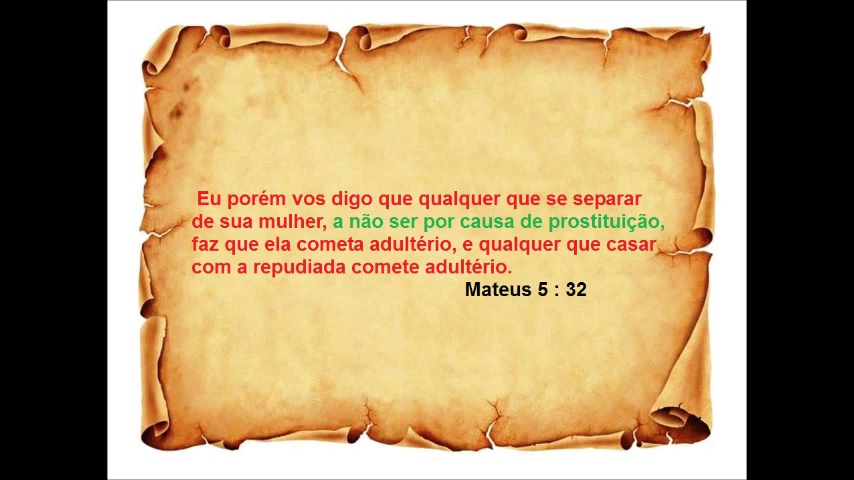 Eu porém vos digo que qualquer que se separar
de sua mulher, a não ser por causa de prostituição,
faz que ela cometa adultério, e qualquer que casar
com a repudiada comete adultério.
Mateus 5 : 32